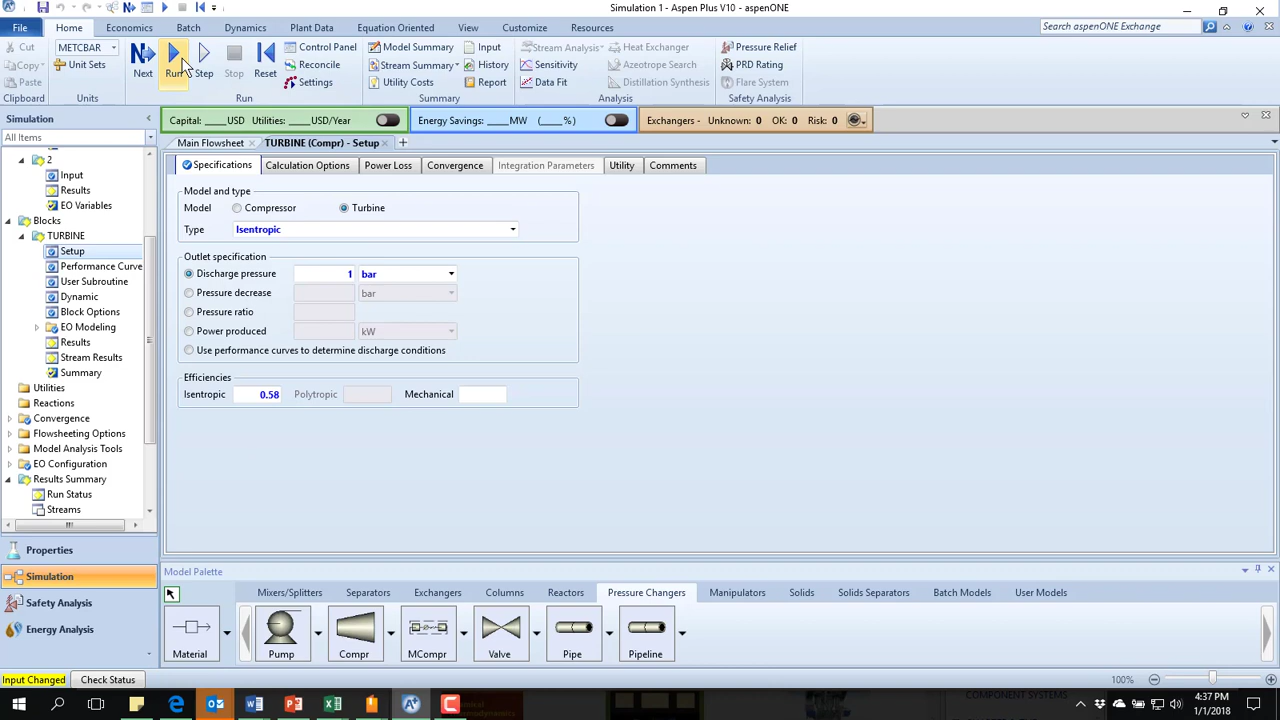 Simulation 1 - Aspen Plus V10 - aspenONE
File Home Economics Batch Dynamics Plant Data Equation Oriented View Customize Resources Search aspenONE Exchange
Cut METCBAR Control Panel Model Summary Input Stream Analysis Heat Exchanger Pressure Relief
Copy Unit Sets Next Run Step Stop Reset Reconcile Stream Summary History Sensitivity Azeotrope Search PRD Rating
Paste Settings Utility Costs Report Data Fit Distillation Synthesis Flare System
Clipboard Units Run Summary Analysis Safety Analysis
Simulation
Capital: _____USD Utilities: _____USD/Year Energy Savings: _____MW (_____%) Exchangers - Unknown: 0 OK: 0 Risk: 0
All Items
Main Flowsheet TURBINE (Compr) - Setup
2
Input
Results
EO Variables
Blocks
TURBINE
Setup
Performance Curve
User Subroutine
Dynamic
Block Options
EO Modeling
Results
Stream Results
Summary
Utilities
Reactions
Convergence
Flowsheeting Options
Model Analysis Tools
EO Configuration
Results Summary
Run Status
Streams
Properties
Simulation
Safety Analysis
Energy Analysis
Specifications Calculation Options Power Loss Convergence Integration Parameters Utility Comments
Model and type
Model Compressor Turbine
Type Isentropic
Outlet specification
Discharge pressure 1 bar
Pressure decrease bar
Pressure ratio
Power produced kW
Use performance curves to determine discharge conditions
Efficiencies
Isentropic 0.58 Polytropic Mechanical
Model Palette
Mixers/Splitters Separators Exchangers Columns Reactors Pressure Changers Manipulators Solids Solids Separators Batch Models User Models
Material Pump Compr MCompr Valve Pipe Pipeline
Input Changed Check Status 100%
COMPONENT SYSTEMS
4:37 PM
1/1/2018